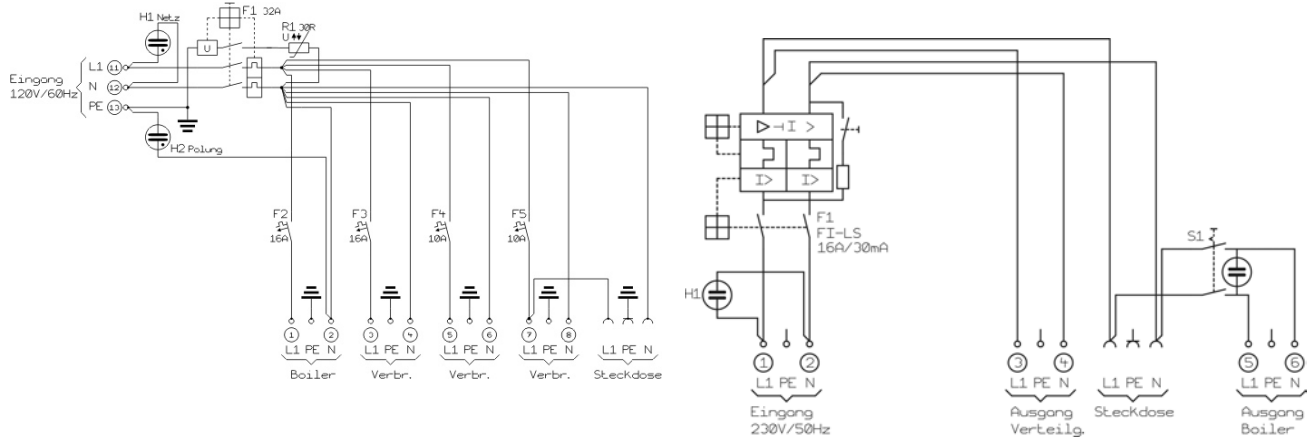 H1 Netz
F1 32A
R1 30R
U
U
L1 11
N 12
PE 13
Eingang
120V/60Hz
H2 Polung
F2
16A
F3
16A
F4
10A
F5
10A
1 2 3 4 5 6 7 8
L1 PE N L1 PE N L1 PE N L1 PE N L1 PE N
Boiler Verbr. Verbr. Verbr. Steckdose
I >
I> I>
F1
FI-LS
16A/30mA
H1
S1
1 2 3 4 5 6
L1 PE N L1 PE N L1 PE N L1 PE N
Eingang Ausgang Steckdose Ausgang
230V/50Hz Verteilg. Boiler